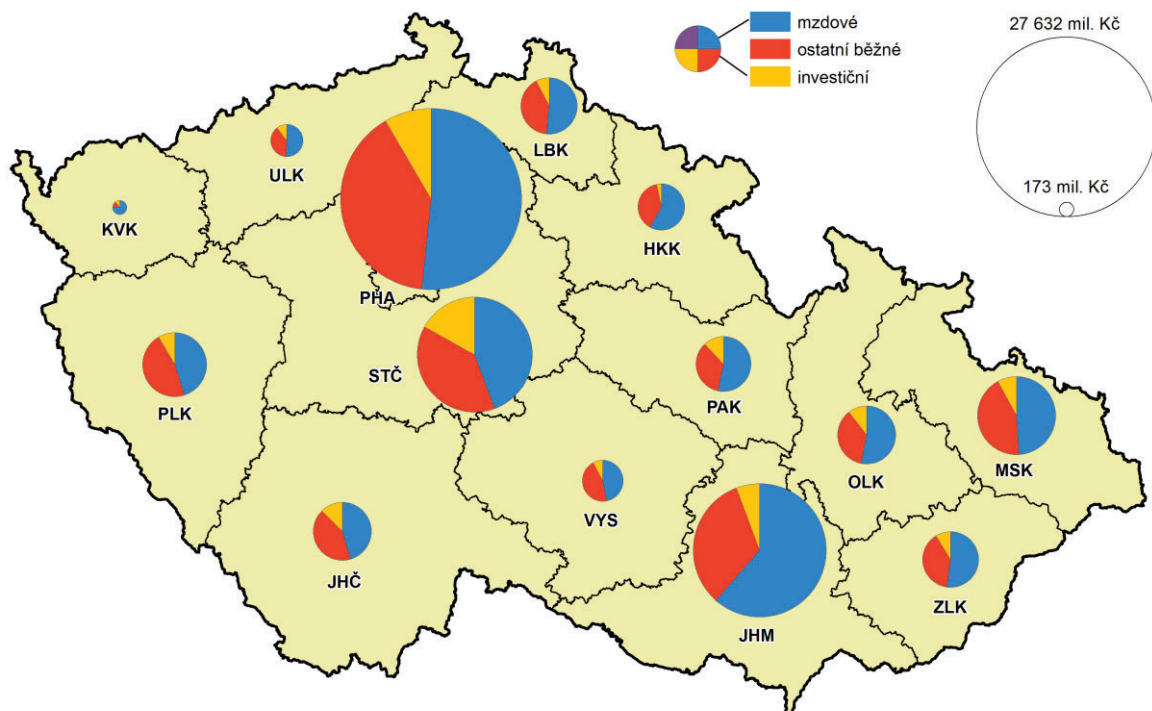 27 632 mil. Kč
mzdové
ostatní běžné
investiční
173 mil. Kč
LBK
ULK
KVK
HKK
PHA
STČ
PLK
PAK
MSK
OLK
VYS
JHČ
ZLK
JHM